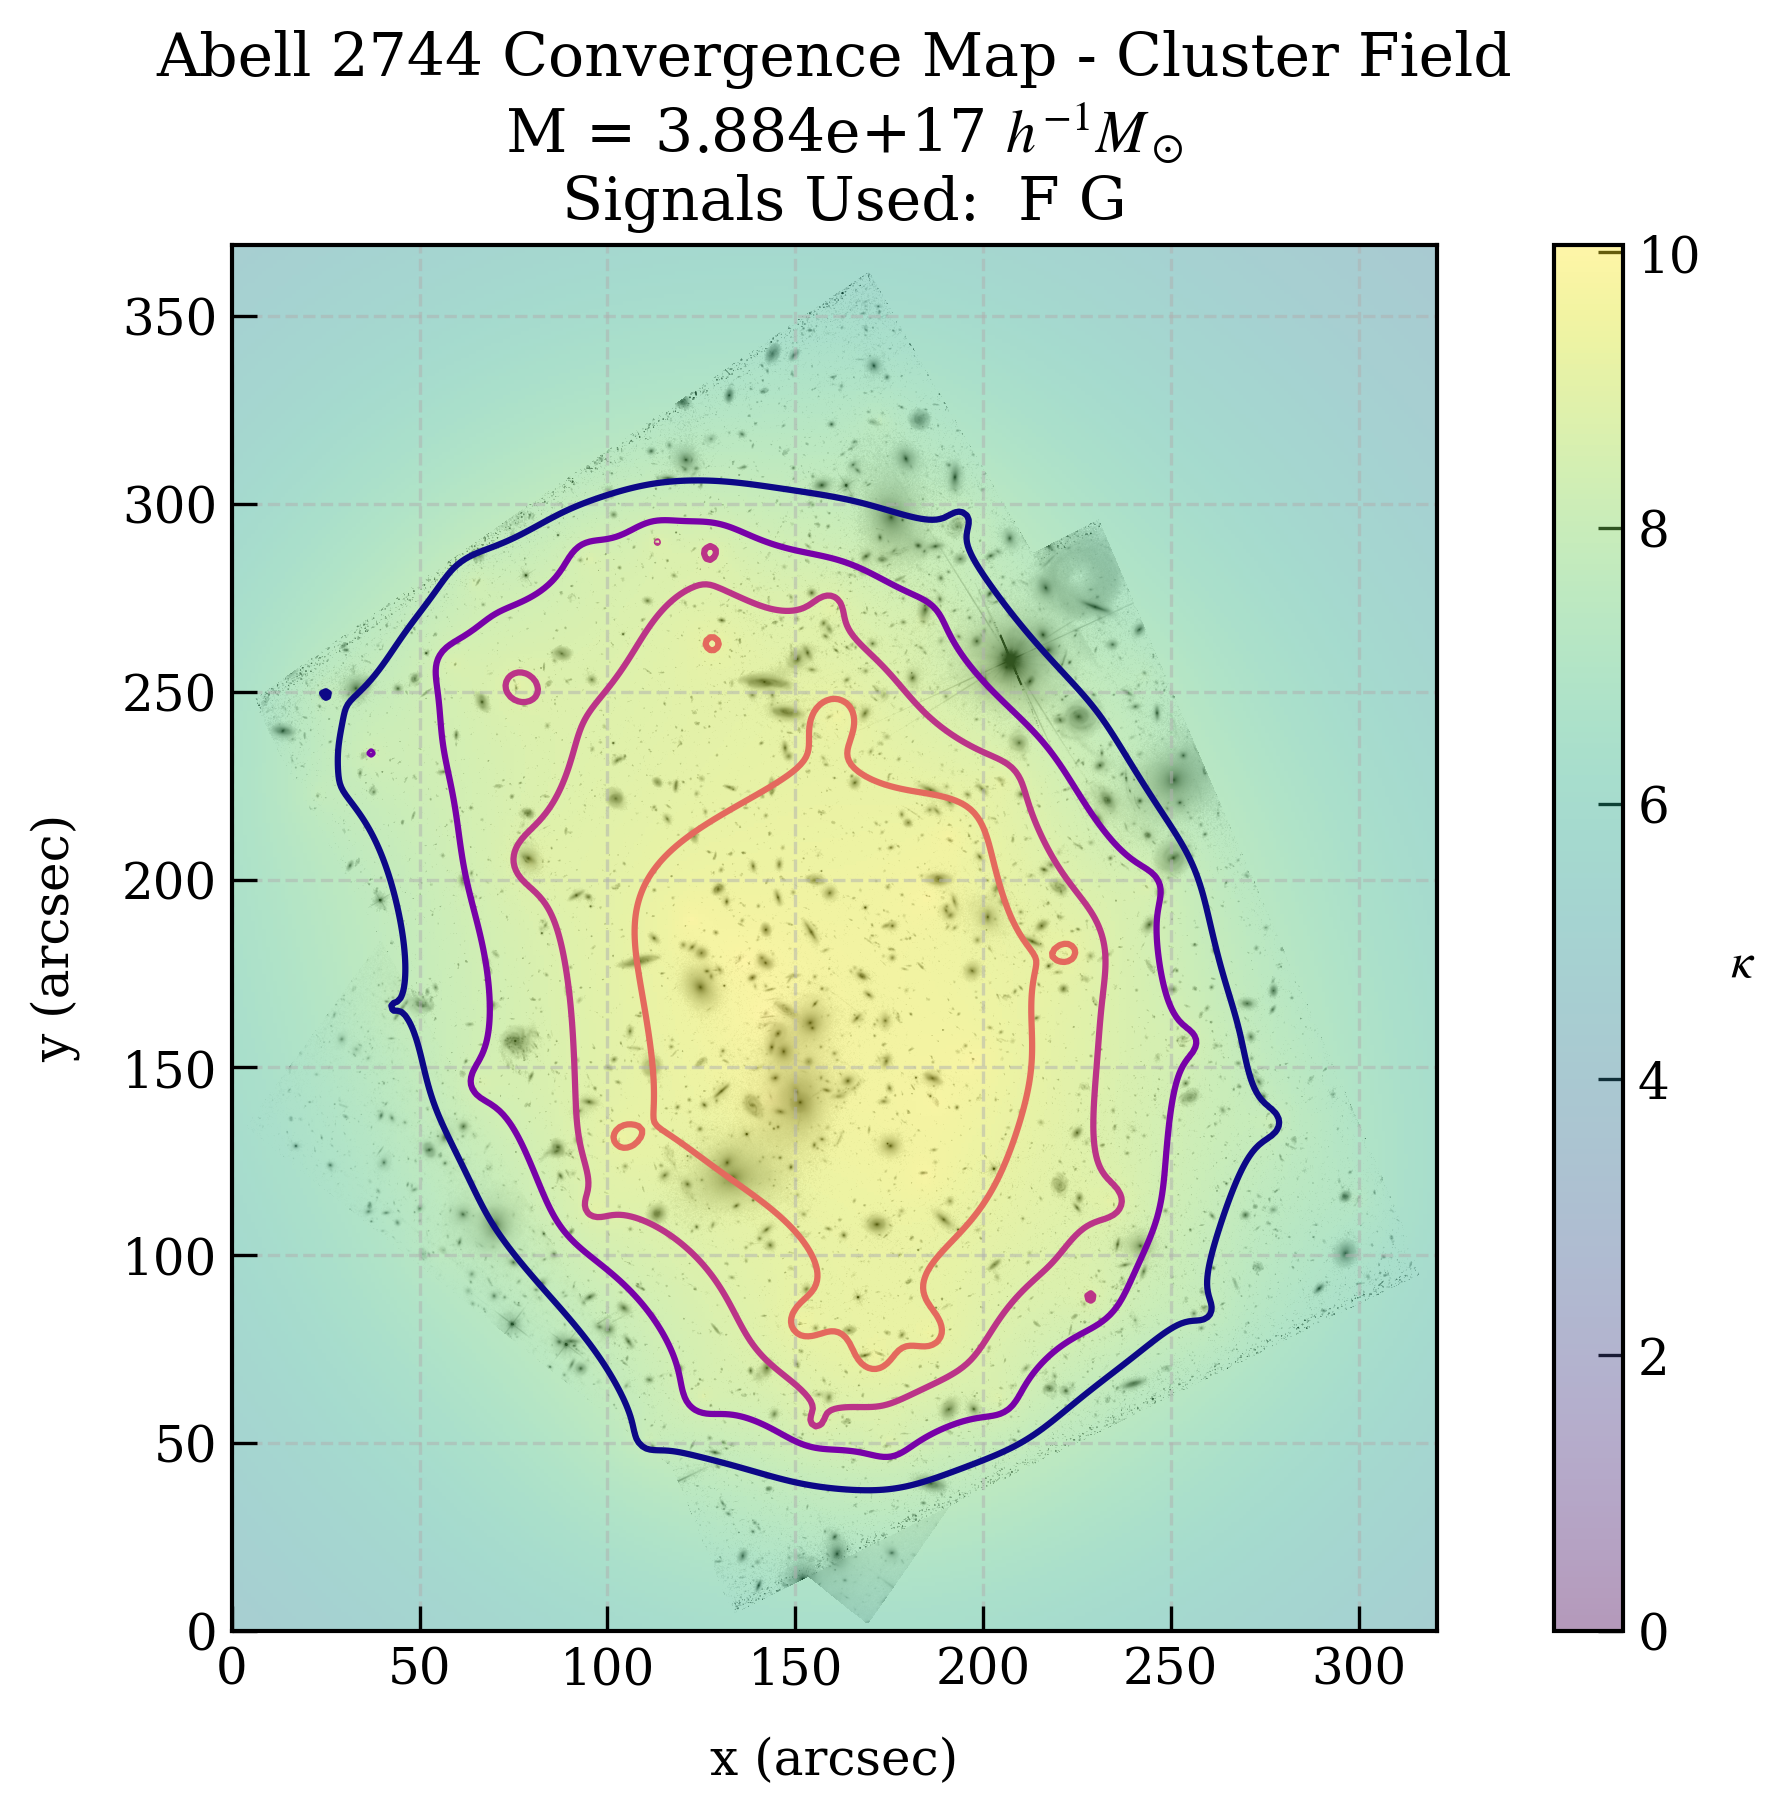 Abell 2744 Convergence Map - Cluster Field
M = 3.884e+17 h⁻¹M☉
Signals Used:  F G
350
300
250
200
150
100
50
0
y (arcsec)
0 50 100 150 200 250 300
x (arcsec)
10
8
6
4
2
0
κ